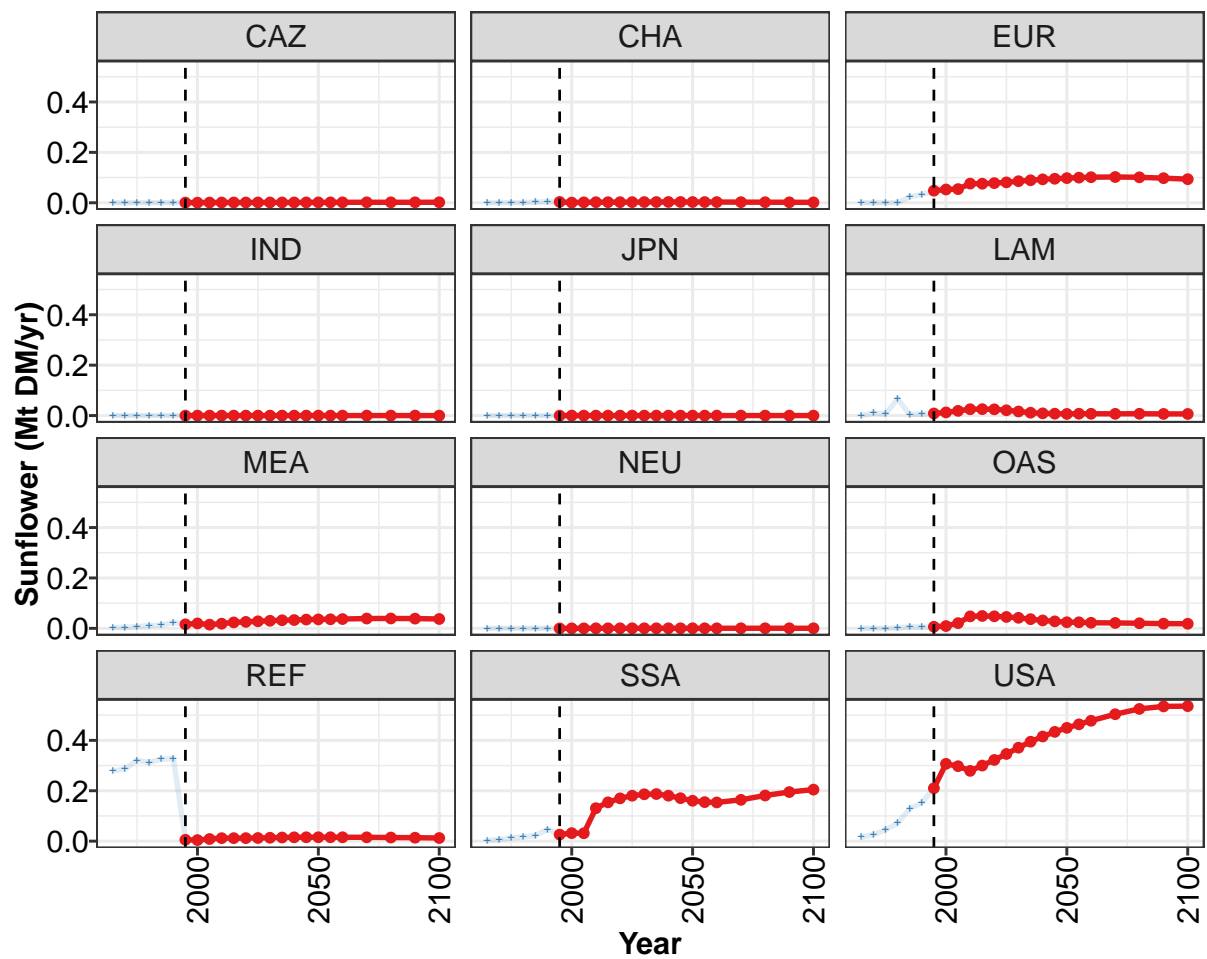 CAZ CHA EUR
0.4
0.2
0.0
IND JPN LAM
0.4
0.2
0.0
MEA NEU OAS
0.4
0.2
0.0
REF SSA USA
0.4
0.2
0.0
2000 2050 2100 2000 2050 2100 2000 2050 2100
Year
Sunflower (Mt DM/yr)